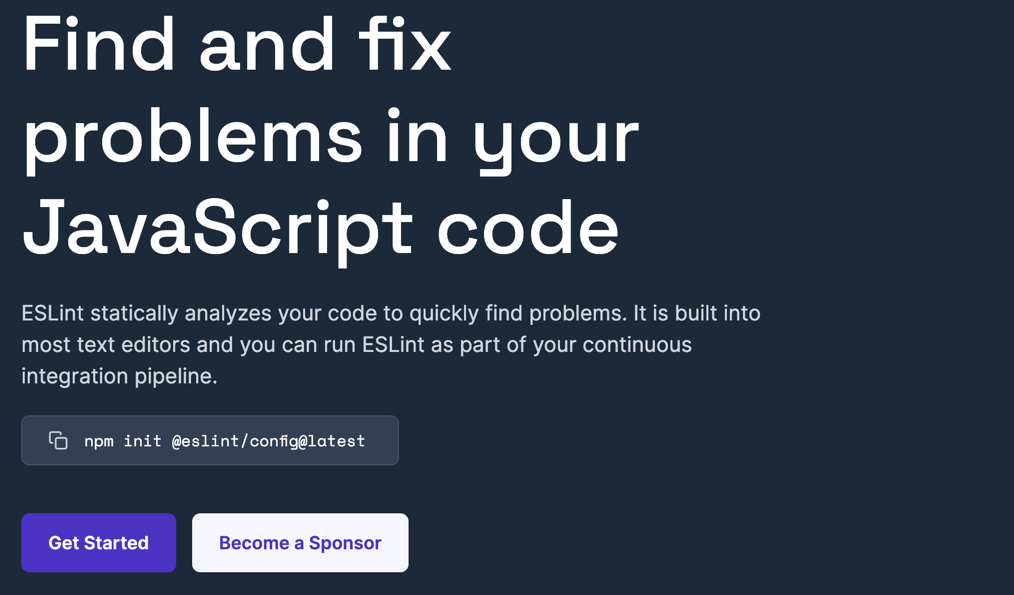 Find and fix
problems in your
JavaScript code
ESLint statically analyzes your code to quickly find problems. It is built into
most text editors and you can run ESLint as part of your continuous
integration pipeline.
npm init @eslint/config@latest
Get Started
Become a Sponsor